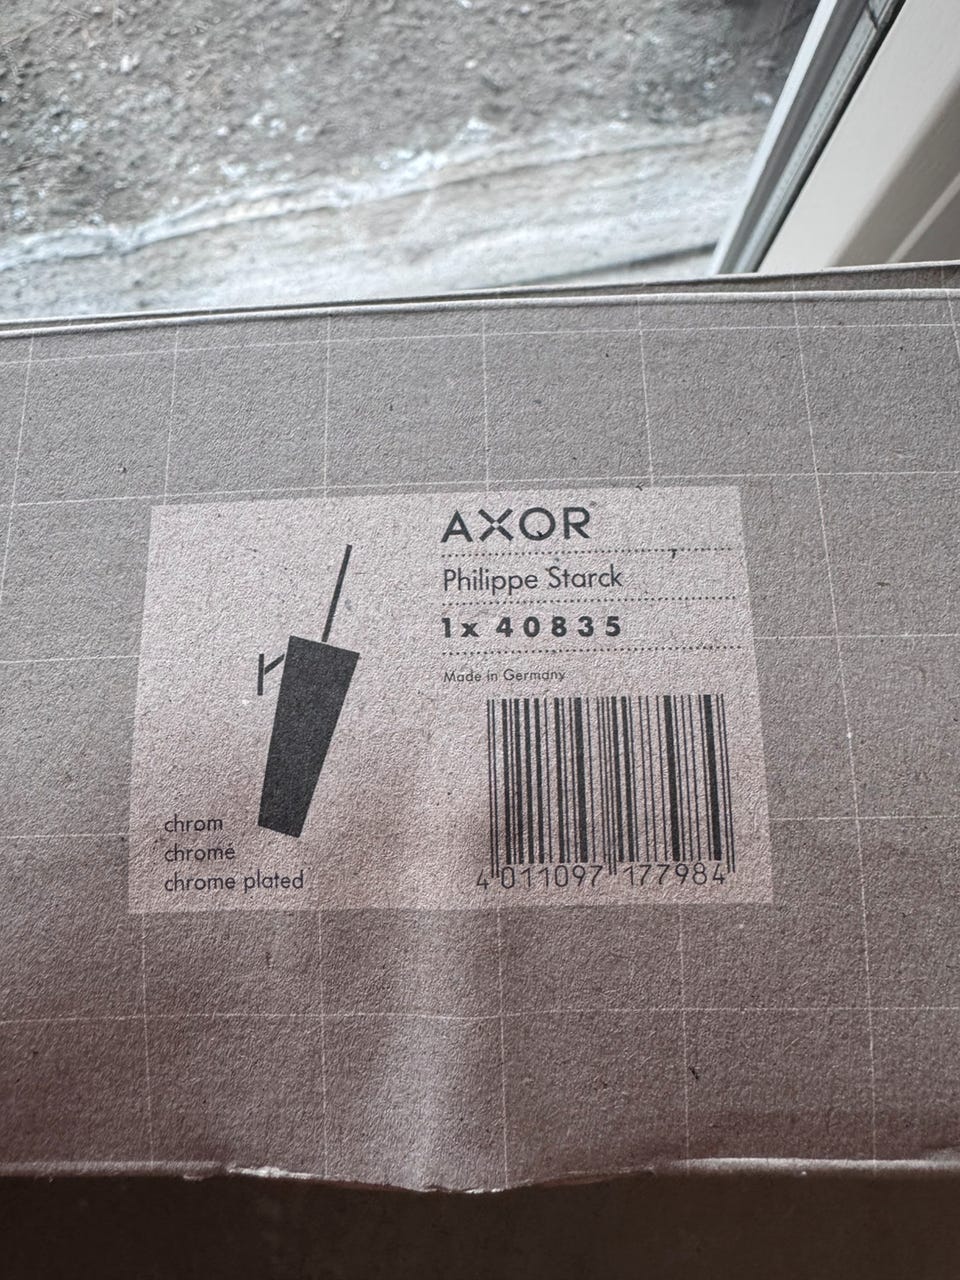 AXOR®
Philippe Starck
1x 40835
Made in Germany
chrom
chromé
chrome plated
4 011097 177984